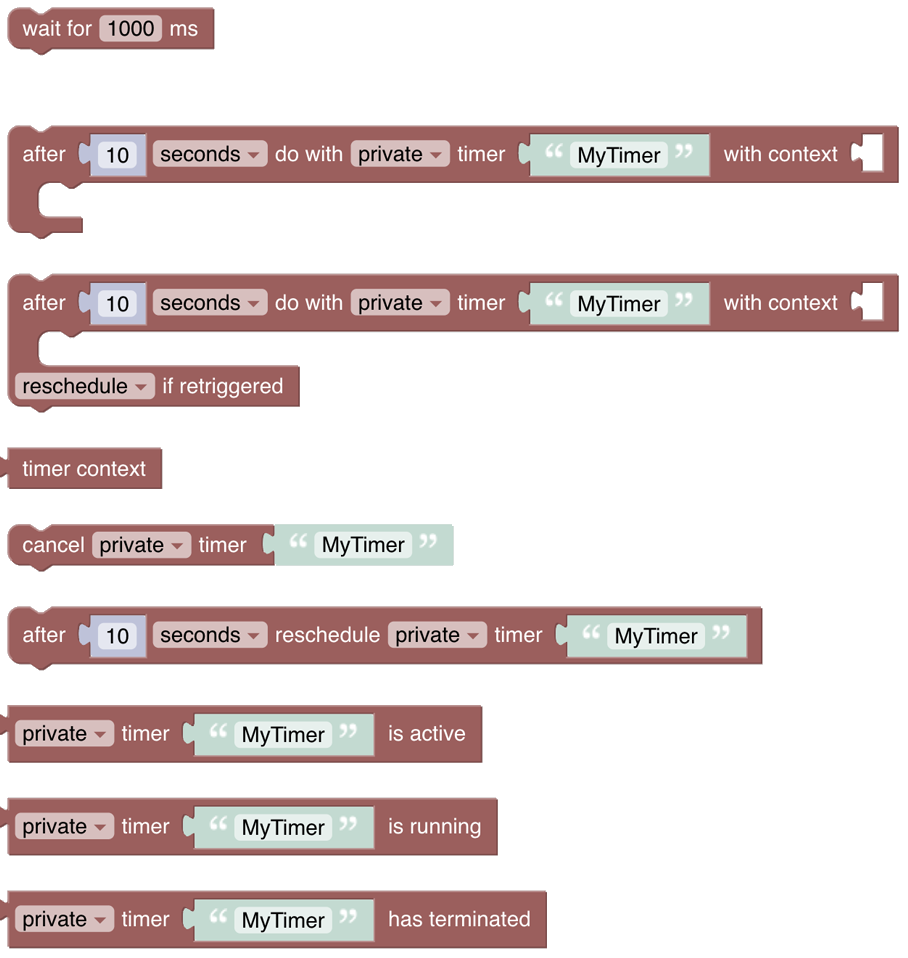 wait for 1000 ms
after 10 seconds do with private timer “ MyTimer ” with context
after 10 seconds do with private timer “ MyTimer ” with context
reschedule if retriggered
timer context
cancel private timer “ MyTimer ”
after 10 seconds reschedule private timer “ MyTimer ”
private timer “ MyTimer ” is active
private timer “ MyTimer ” is running
private timer “ MyTimer ” has terminated